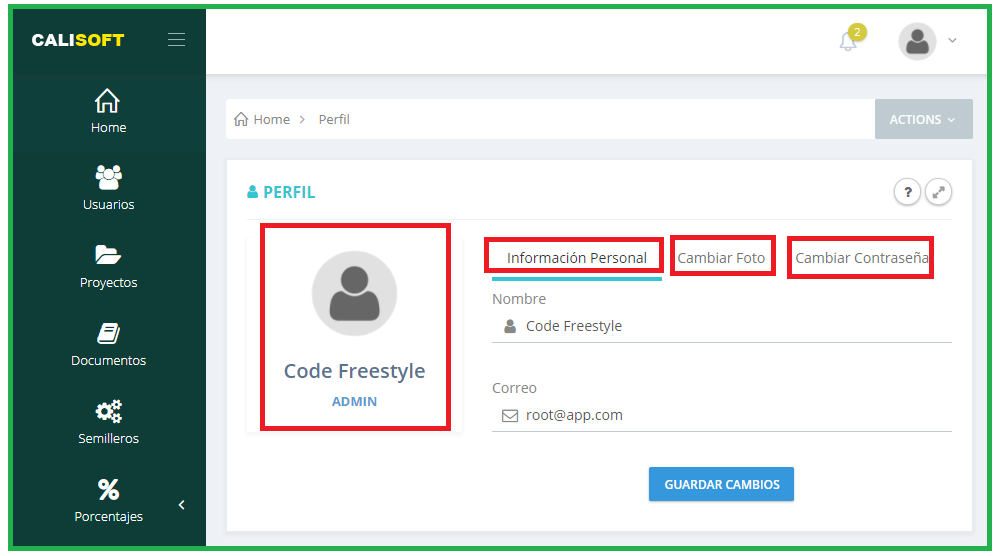 CALISOFT
2
Home
Usuarios
Proyectos
Documentos
Semilleros
Porcentajes
Home > Perfil
ACTIONS
PERFIL
?
Code Freestyle
ADMIN
Información Personal
Cambiar Foto
Cambiar Contraseña
Nombre
Code Freestyle
Correo
root@app.com
GUARDAR CAMBIOS